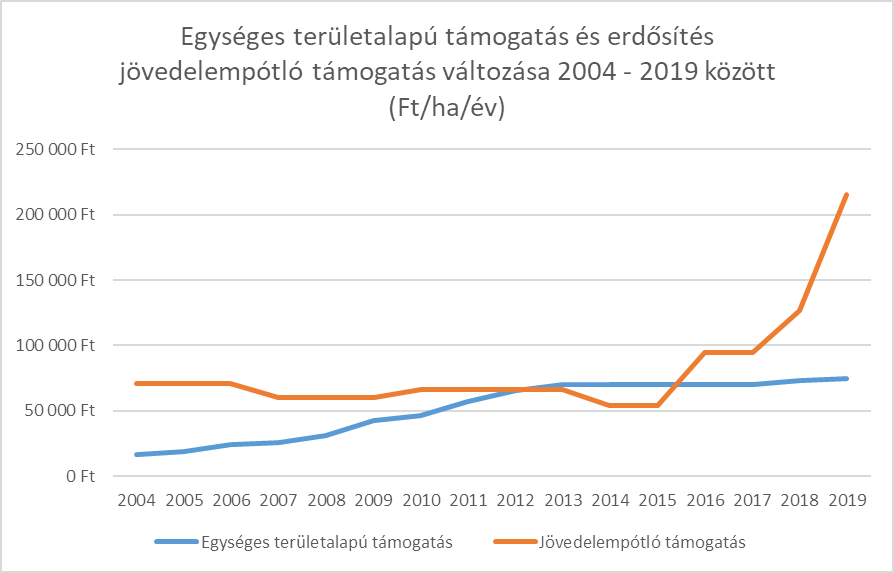 Egységes területalapú támogatás és erdősítés
jövedelempótló támogatás változása 2004 - 2019 között
(Ft/ha/év)
250 000 Ft
200 000 Ft
150 000 Ft
100 000 Ft
50 000 Ft
0 Ft
2004 2005 2006 2007 2008 2009 2010 2011 2012 2013 2014 2015 2016 2017 2018 2019
Egységes területalapú támogatás Jövedelempótló támogatás